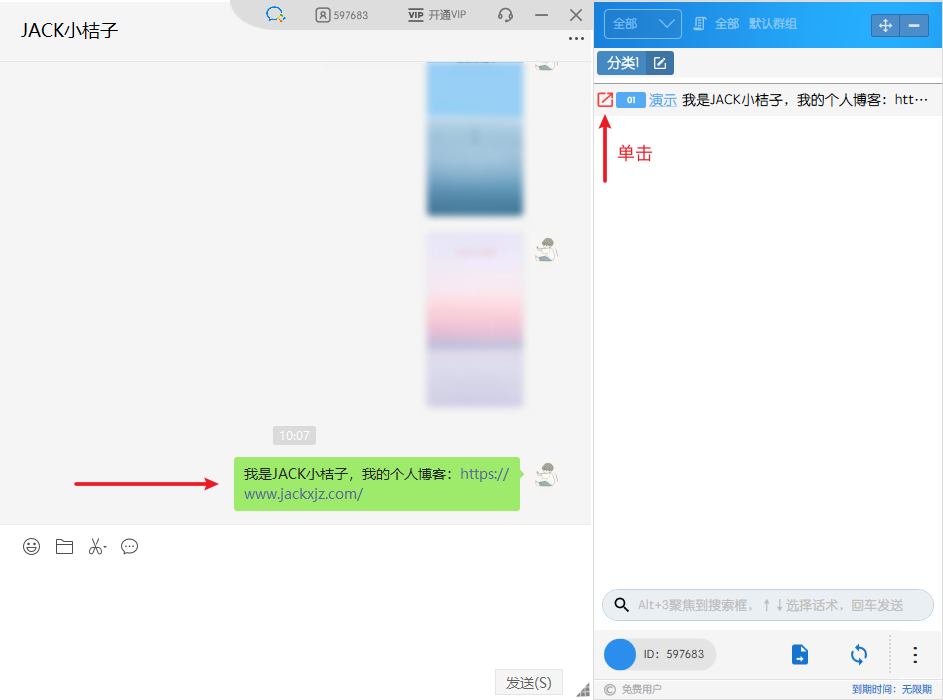 JACK小桔子
597683
VIP 开通VIP
10:07
我是JACK小桔子，我的个人博客：https://
www.jackxjz.com/
发送(S)
全部
全部 默认群组
分类1
01 演示 我是JACK小桔子，我的个人博客：htt···
单击
Alt+3聚焦到搜索框，↑↓选择话术，回车发送
ID：597683
© 免费用户
到期时间：无限期